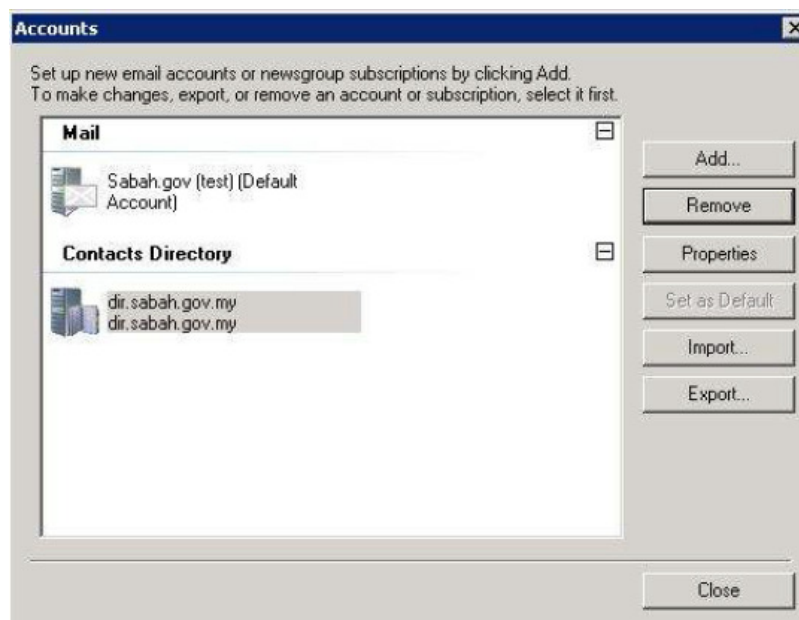 Accounts
Set up new email accounts or newsgroup subscriptions by clicking Add.
To make changes, export, or remove an account or subscription, select it first.
Mail
Sabah.gov (test) (Default
Account)
Contacts Directory
dir.sabah.gov.my
dir.sabah.gov.my
Add...
Remove
Properties
Set as Default
Import...
Export...
Close